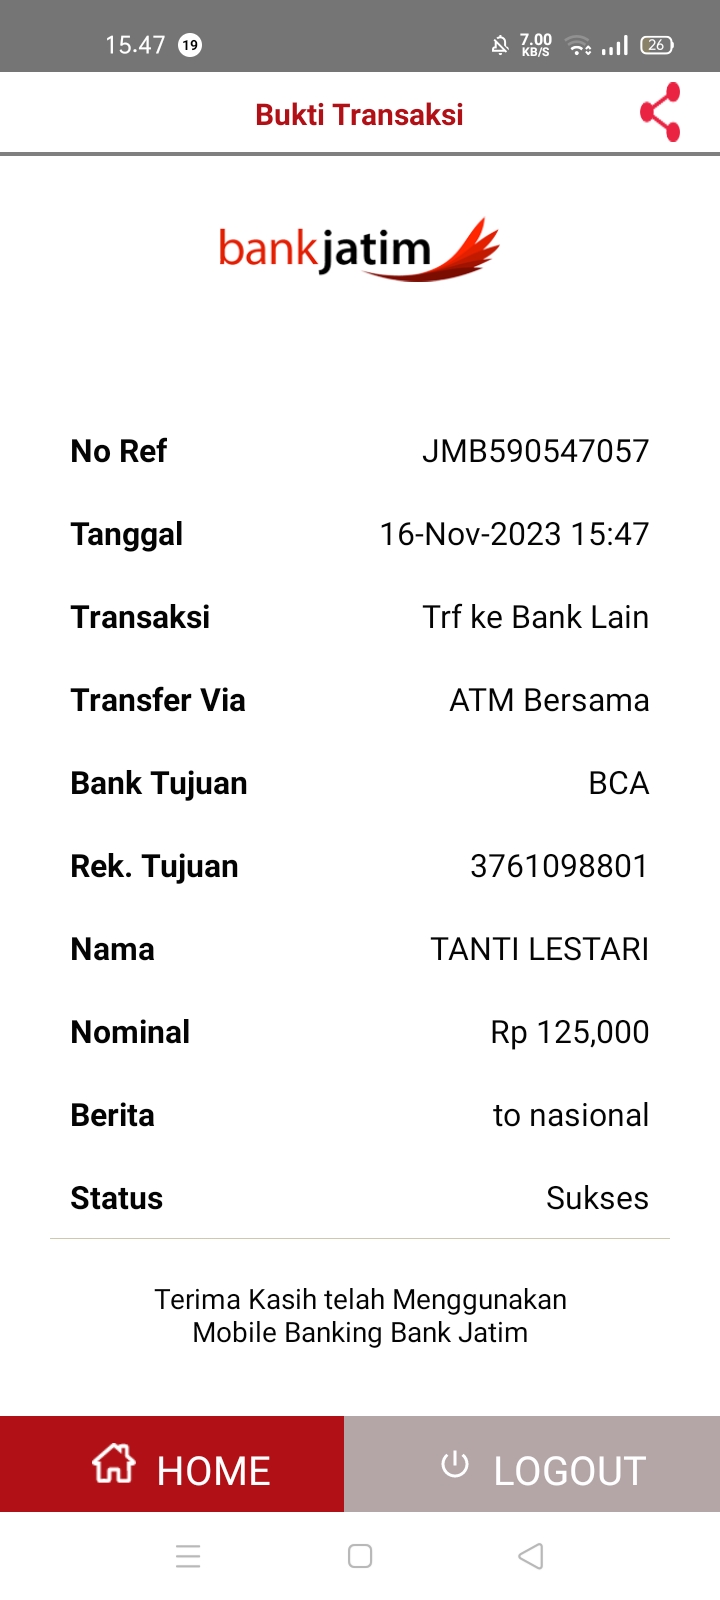 15.47 19 7.00 KB/S 26
Bukti Transaksi
bankjatim
No Ref JMB590547057
Tanggal 16-Nov-2023 15:47
Transaksi Trf ke Bank Lain
Transfer Via ATM Bersama
Bank Tujuan BCA
Rek. Tujuan 3761098801
Nama TANTI LESTARI
Nominal Rp 125,000
Berita to nasional
Status Sukses
Terima Kasih telah Menggunakan
Mobile Banking Bank Jatim
HOME LOGOUT